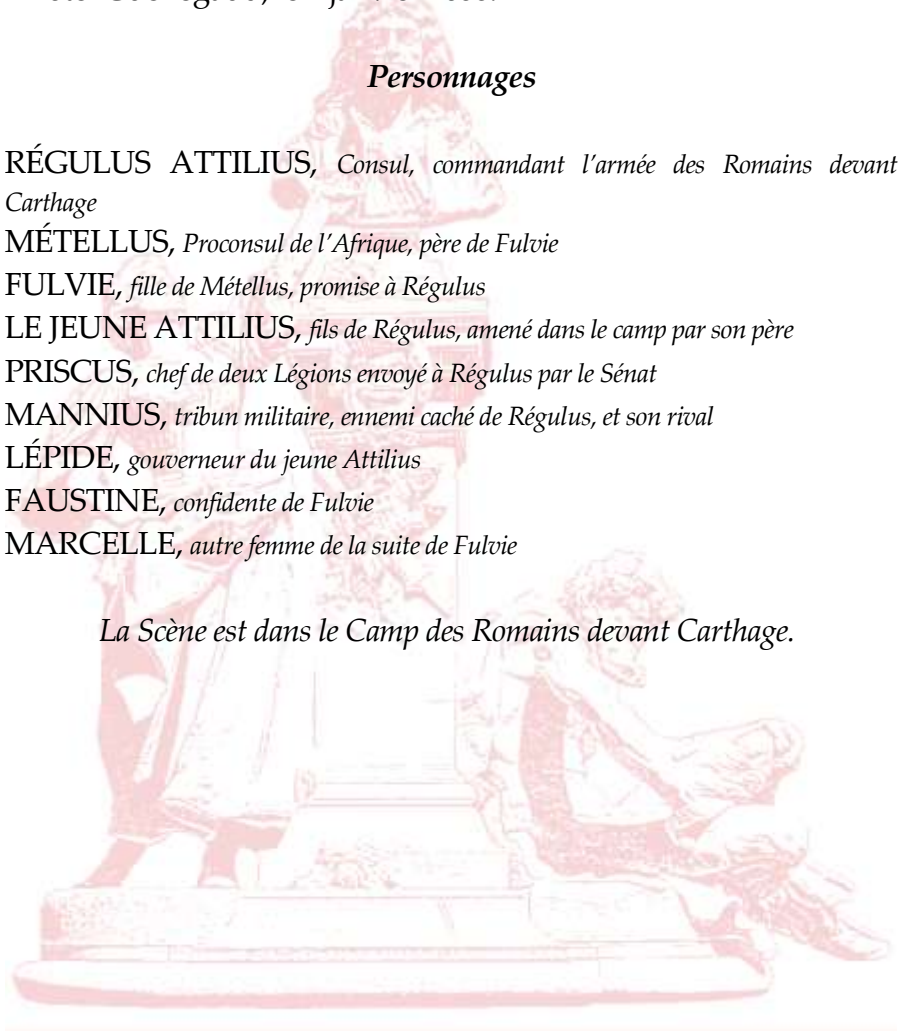 Personnages
RÉGULUS ATTILIUS, Consul, commandant l'armée des Romains devant
Carthage
MÉTELLUS, Proconsul de l'Afrique, père de Fulvie
FULVIE, fille de Métellus, promise à Régulus
LE JEUNE ATTILIUS, fils de Régulus, amené dans le camp par son père
PRISCUS, chef de deux Légions envoyé à Régulus par le Sénat
MANNIUS, tribun militaire, ennemi caché de Régulus, et son rival
LÉPIDE, gouverneur du jeune Attilius
FAUSTINE, confidente de Fulvie
MARCELLE, autre femme de la suite de Fulvie
La Scène est dans le Camp des Romains devant Carthage.